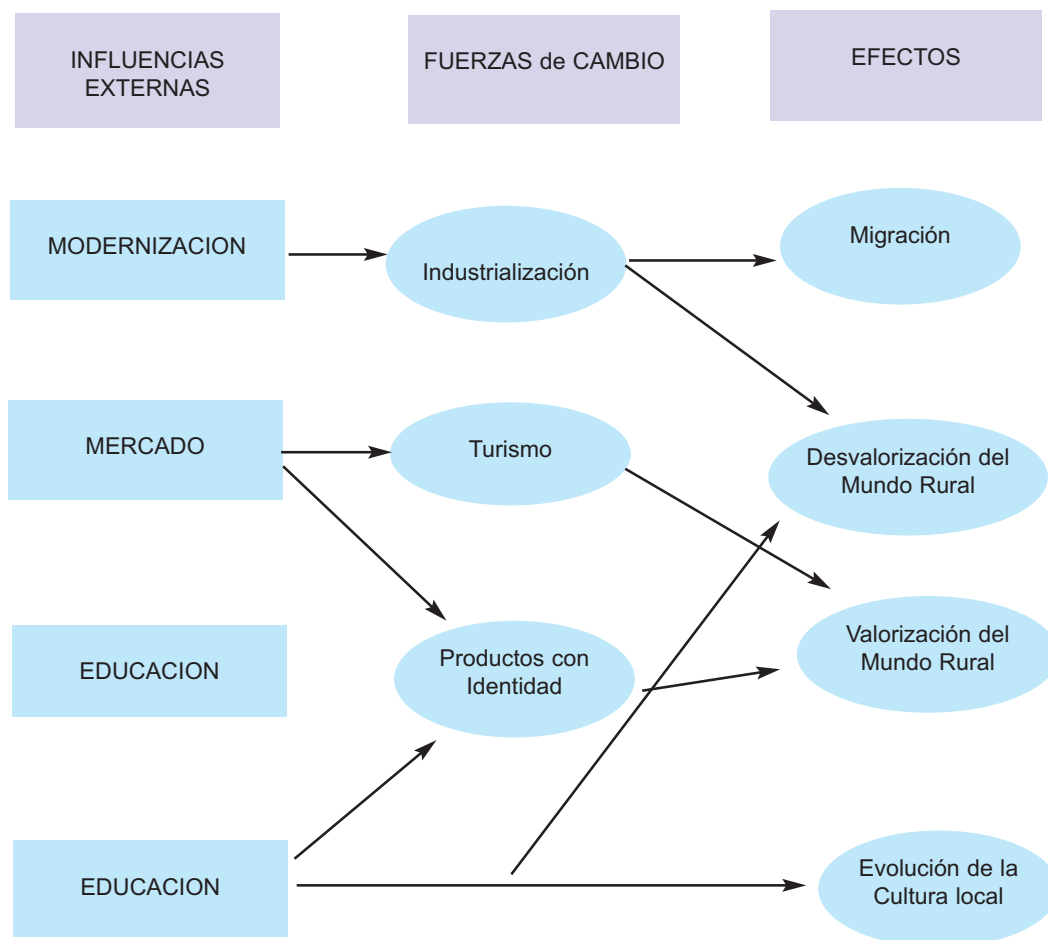 INFLUENCIAS
EXTERNAS
FUERZAS de CAMBIO
EFECTOS
MODERNIZACION
Industrialización
Migración
MERCADO
Turismo
Desvalorización del
Mundo Rural
EDUCACION
Productos con
Identidad
Valorización del
Mundo Rural
EDUCACION
Evolución de la
Cultura local